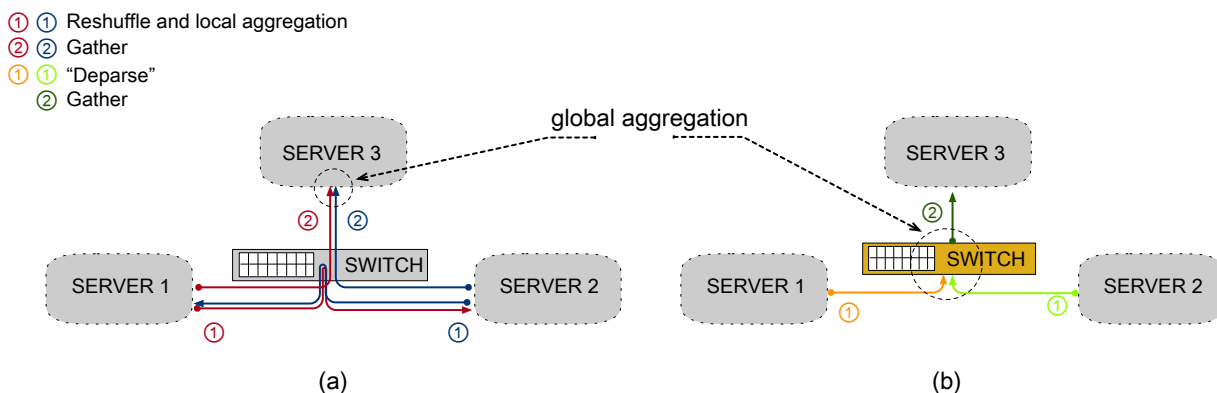 ① ① Reshuffle and local aggregation
② ② Gather
① ① “Deparse”
② Gather
global aggregation
SERVER 3
② ②
SWITCH
SERVER 1
SERVER 2
① ①
(a)
SERVER 3
②
SWITCH
SERVER 1
SERVER 2
① ①
(b)